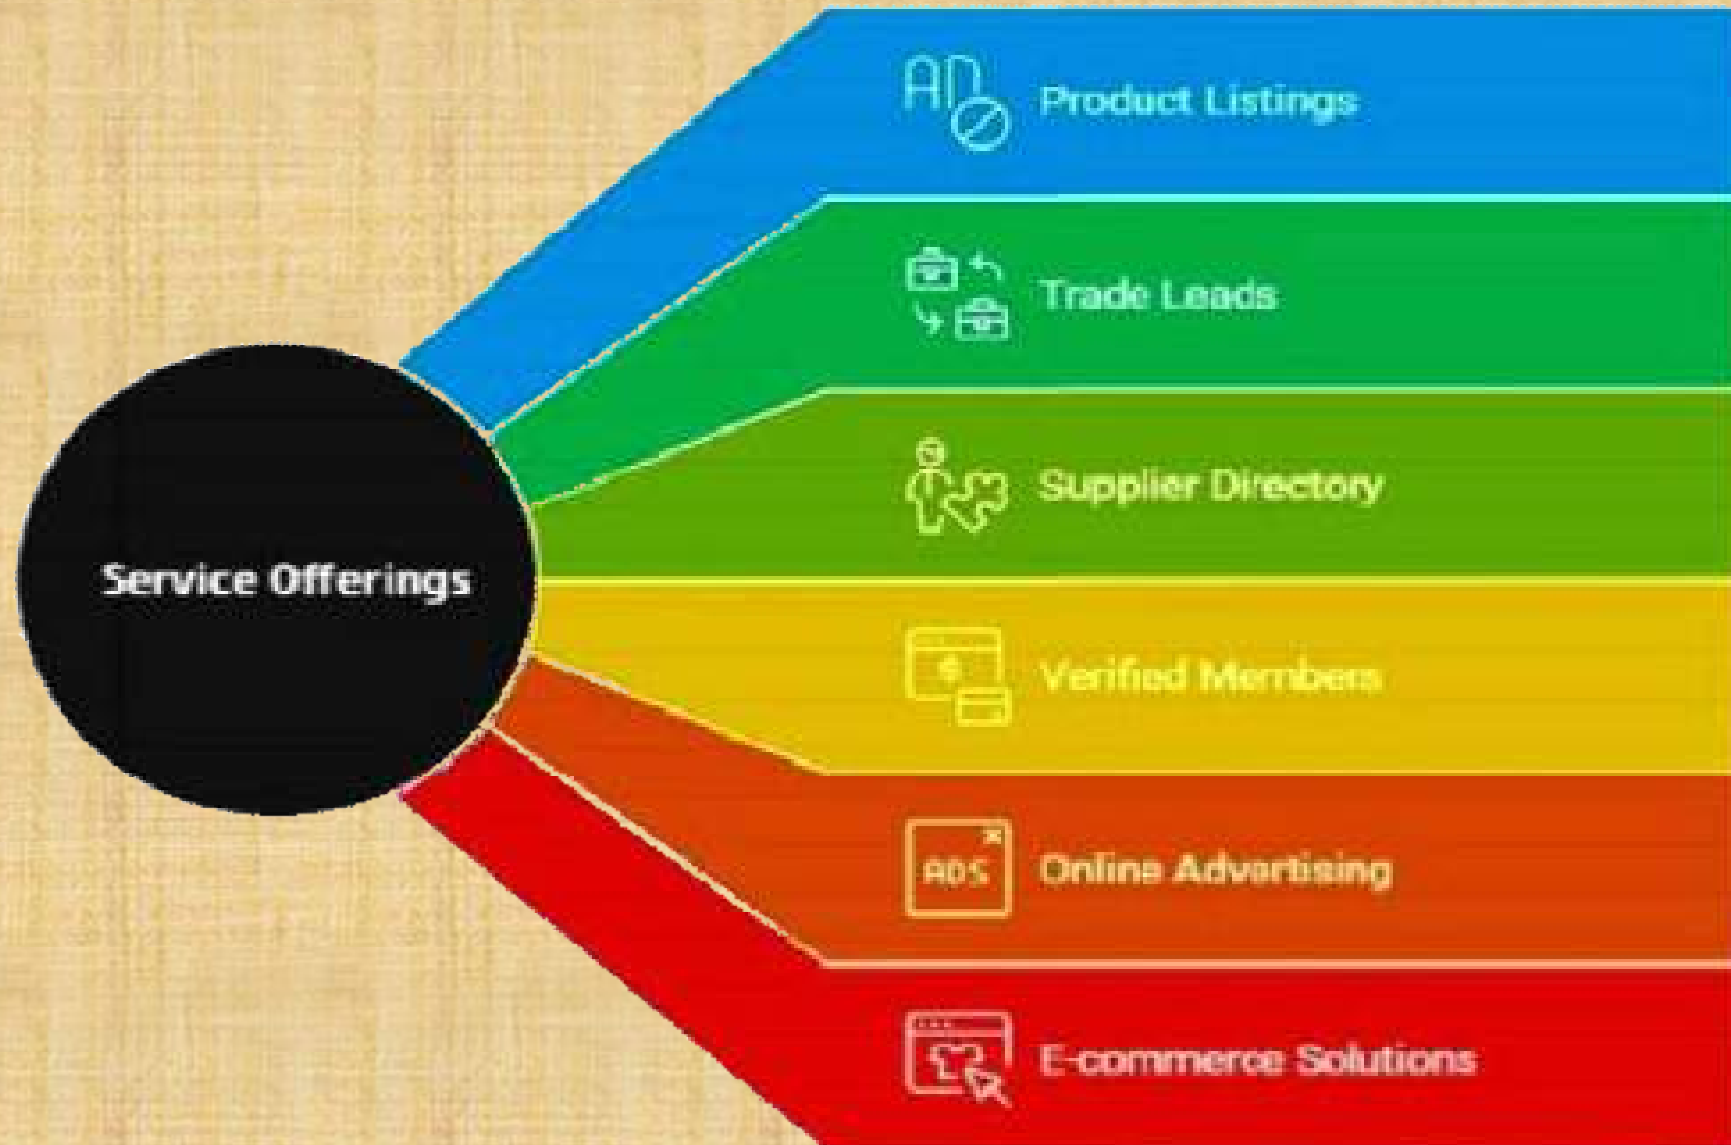 Service Offerings
Product Listings
Trade Leads
Supplier Directory
Verified Members
Online Advertising
ADS
E-commerce Solutions